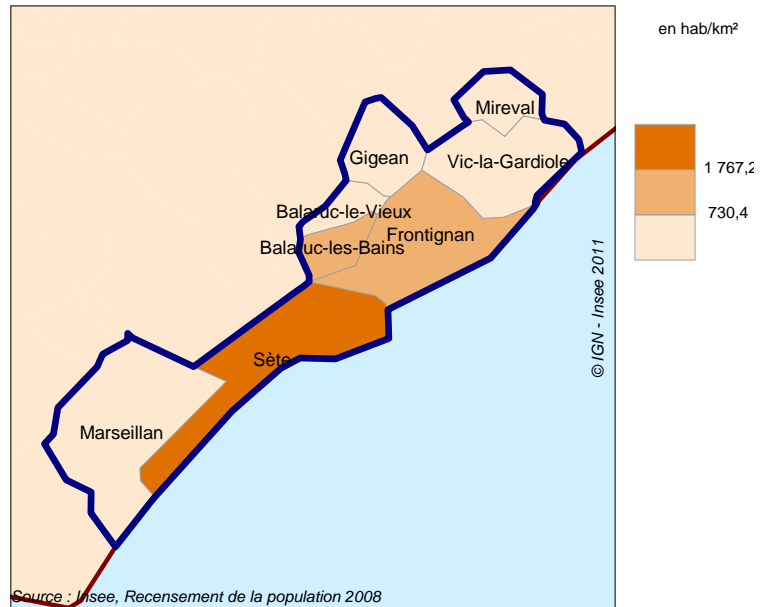 en hab/km²
Mireval
Gigean
Vic-la-Gardiole
1 767,2
Balaruc-le-Vieux
730,4
Frontignan
Balaruc-les-Bains
© IGN - Insee 2011
Sète
Marseillan
Source : Insee, Recensement de la population 2008